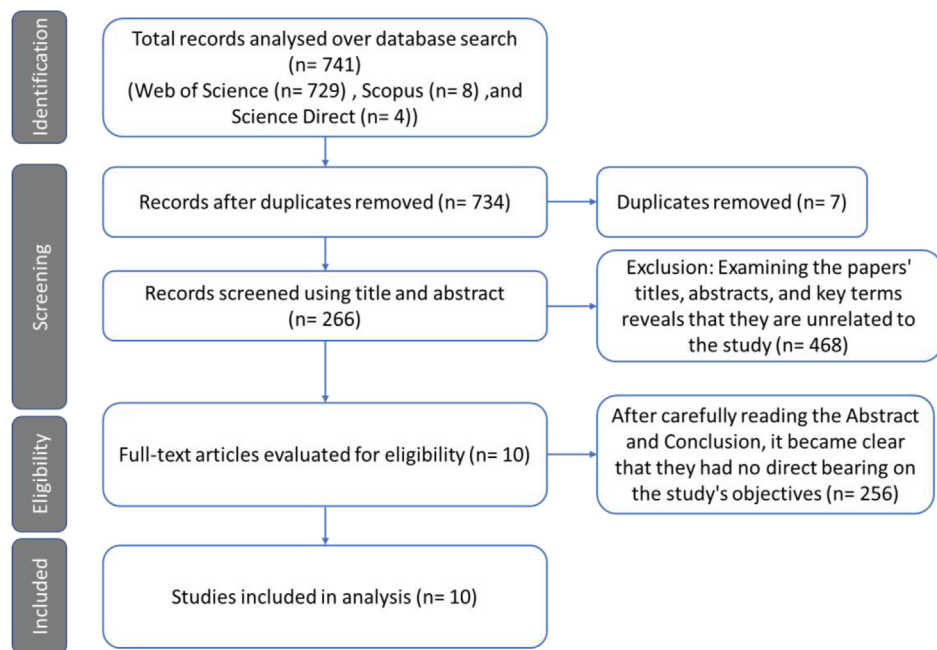 Identification
Total records analysed over database search
(n= 741)
(Web of Science (n= 729) , Scopus (n= 8) ,and
Science Direct (n= 4))
Screening
Records after duplicates removed (n= 734)
Duplicates removed (n= 7)
Records screened using title and abstract
(n= 266)
Exclusion: Examining the papers'
titles, abstracts, and key terms
reveals that they are unrelated to
the study (n= 468)
Eligibility
Full-text articles evaluated for eligibility (n= 10)
After carefully reading the Abstract
and Conclusion, it became clear
that they had no direct bearing on
the study's objectives (n= 256)
Included
Studies included in analysis (n= 10)